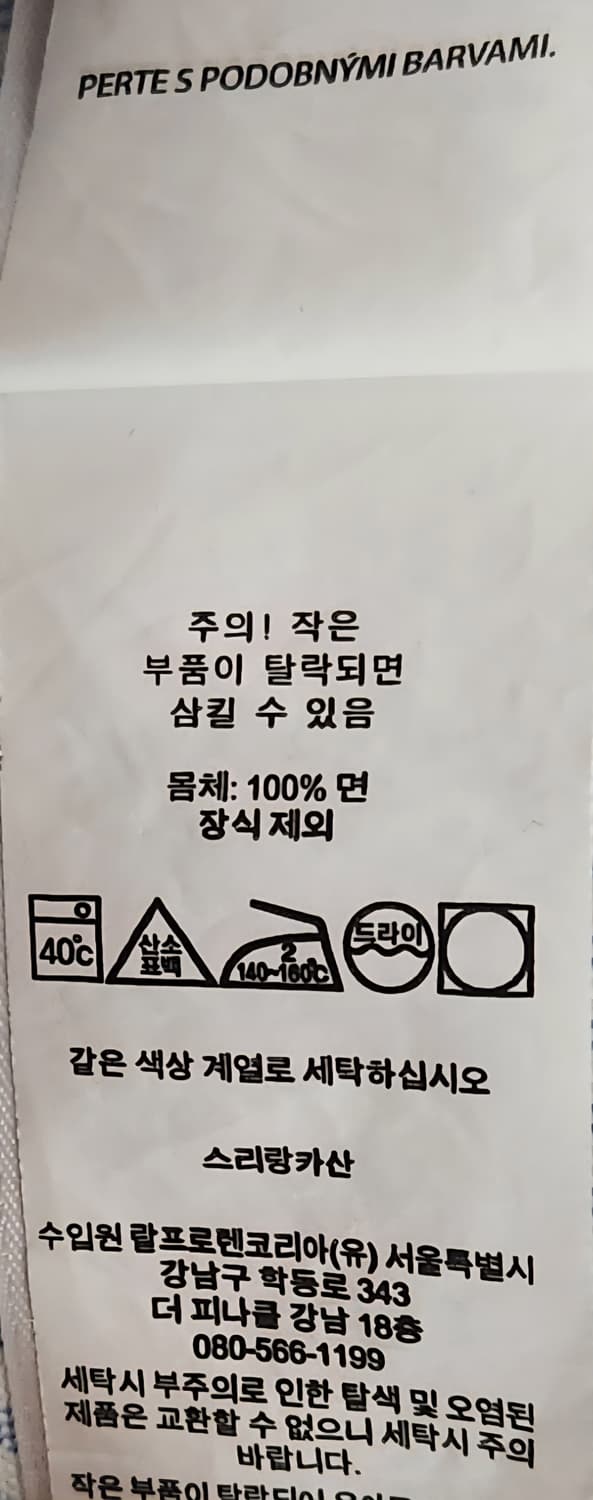 PERTE S PODOBNÝMI BARVAMI.
주의! 작은
부품이 탈락되면
삼킬 수 있음
몸체: 100% 면
장식 제외
40℃
산소
표백
2
140~160℃
드라이
같은 색상 계열로 세탁하십시오
스리랑카산
수입원 랄프로렌코리아(유) 서울특별시
강남구 학동로 343
더 피나클 강남 18층
080-566-1199
세탁시 부주의로 인한 탈색 및 오염된
제품은 교환할 수 없으니 세탁시 주의
바랍니다.
작은 부품이